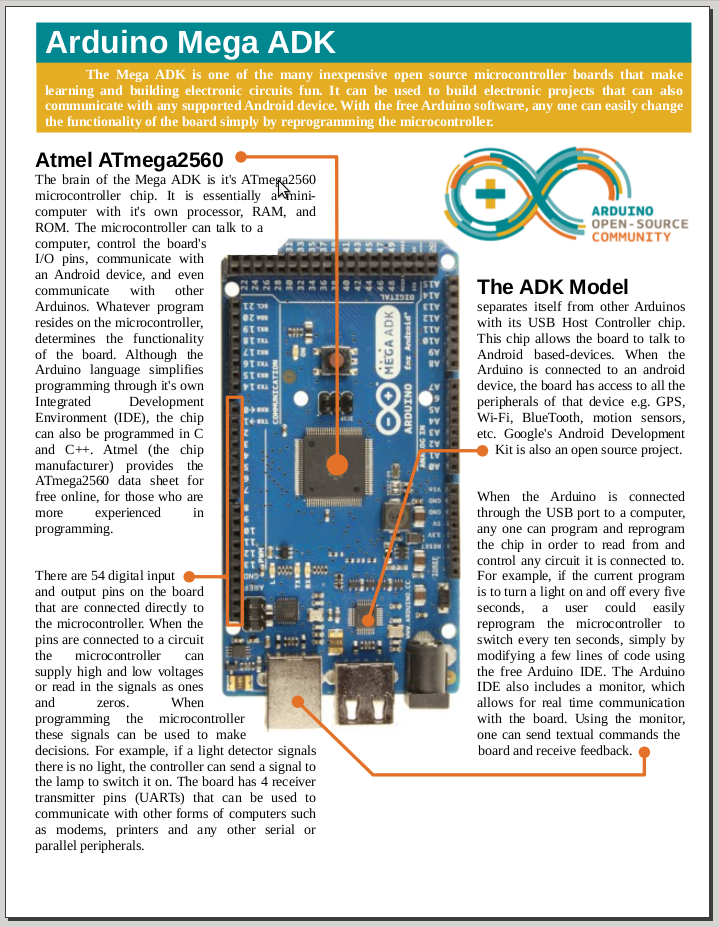 Arduino Mega ADK
The Mega ADK is one of the many inexpensive open source microcontroller boards that make
learning and building electronic circuits fun. It can be used to build electronic projects that can also
communicate with any supported Android device. With the free Arduino software, any one can easily change
the functionality of the board simply by reprogramming the microcontroller.
Atmel ATmega2560
The brain of the Mega ADK is it's ATmega2560
microcontroller chip. It is essentially a mini-
computer with it's own processor, RAM, and
ROM. The microcontroller can talk to a
computer, control the board's
I/O pins, communicate with
an Android device, and even
communicate with other
Arduinos. Whatever program
resides on the microcontroller,
determines the functionality
of the board. Although the
Arduino language simplifies
programming through it's own
Integrated Development
Environment (IDE), the chip
can also be programmed in C
and C++. Atmel (the chip
manufacturer) provides the
ATmega2560 data sheet for
free online, for those who are
more experienced in
programming.
There are 54 digital input
and output pins on the board
that are connected directly to
the microcontroller. When the
pins are connected to a circuit
the microcontroller can
supply high and low voltages
or read in the signals as ones
and zeros. When
programming the microcontroller
these signals can be used to make
decisions. For example, if a light detector signals
there is no light, the controller can send a signal to
the lamp to switch it on. The board has 4 receiver
transmitter pins (UARTs) that can be used to
communicate with other forms of computers such
as modems, printers and any other serial or
parallel peripherals.
ARDUINO
OPEN-SOURCE
COMMUNITY
The ADK Model
separates itself from other Arduinos
with its USB Host Controller chip.
This chip allows the board to talk to
Android based-devices. When the
Arduino is connected to an android
device, the board has access to all the
peripherals of that device e.g. GPS,
Wi-Fi, BlueTooth, motion sensors,
etc. Google's Android Development
Kit is also an open source project.
When the Arduino is connected
through the USB port to a computer,
any one can program and reprogram
the chip in order to read from and
control any circuit it is connected to.
For example, if the current program
is to turn a light on and off every five
seconds, a user could easily
reprogram the microcontroller to
switch every ten seconds, simply by
modifying a few lines of code using
the free Arduino IDE. The Arduino
IDE also includes a monitor, which
allows for real time communication
with the board. Using the monitor,
one can send textual commands the
board and receive feedback.
MEGA ADK
for Android
ARDUINO
COMMUNICATION
DIGITAL
RESET